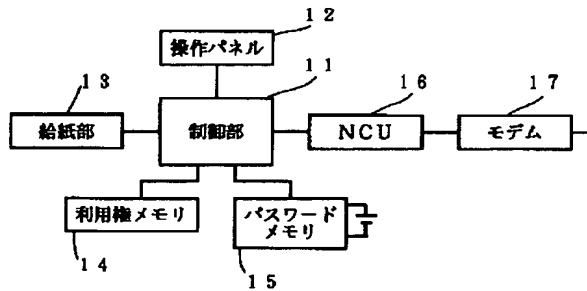 12
操作パネル
13
11
16
17
給紙部
制御部
NCU
モデム
利用権メモリ
パスワード
メモリ
14
15